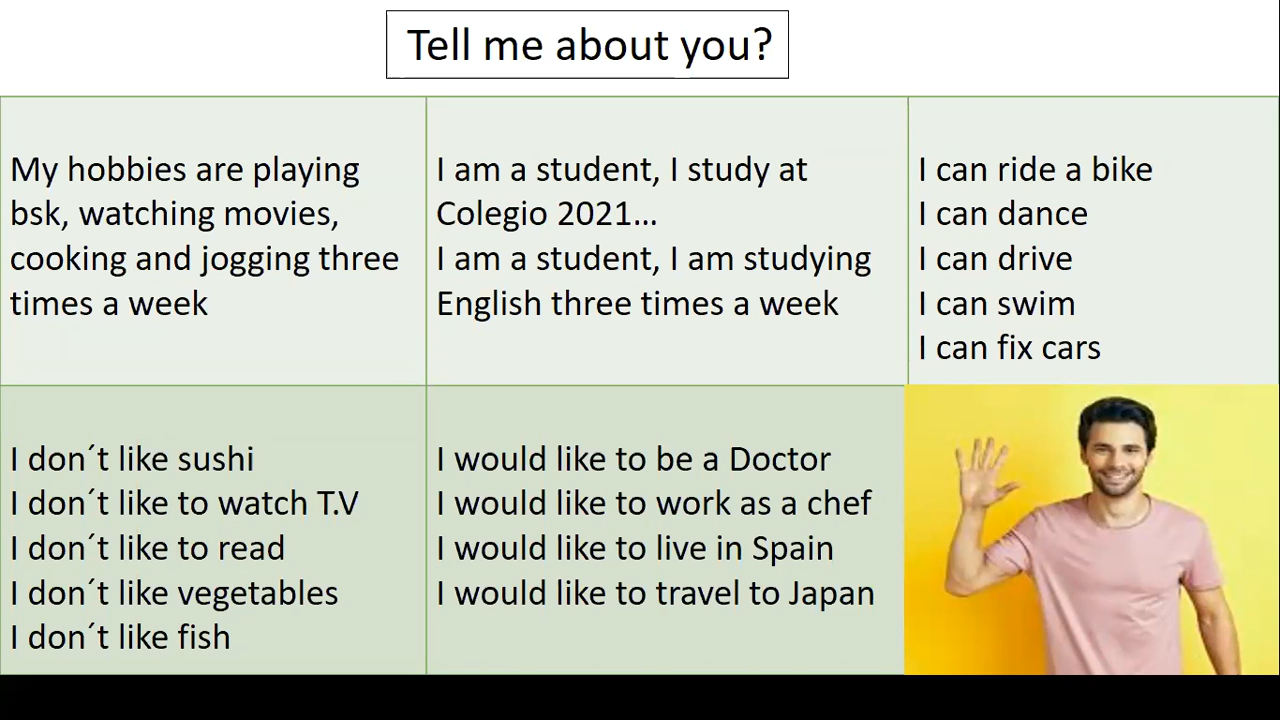 Tell me about you?
My hobbies are playing
bsk, watching movies,
cooking and jogging three
times a week
I am a student, I study at
Colegio 2021…
I am a student, I am studying
English three times a week
I can ride a bike
I can dance
I can drive
I can swim
I can fix cars
I don´t like sushi
I don´t like to watch T.V
I don´t like to read
I don´t like vegetables
I don´t like fish
I would like to be a Doctor
I would like to work as a chef
I would like to live in Spain
I would like to travel to Japan